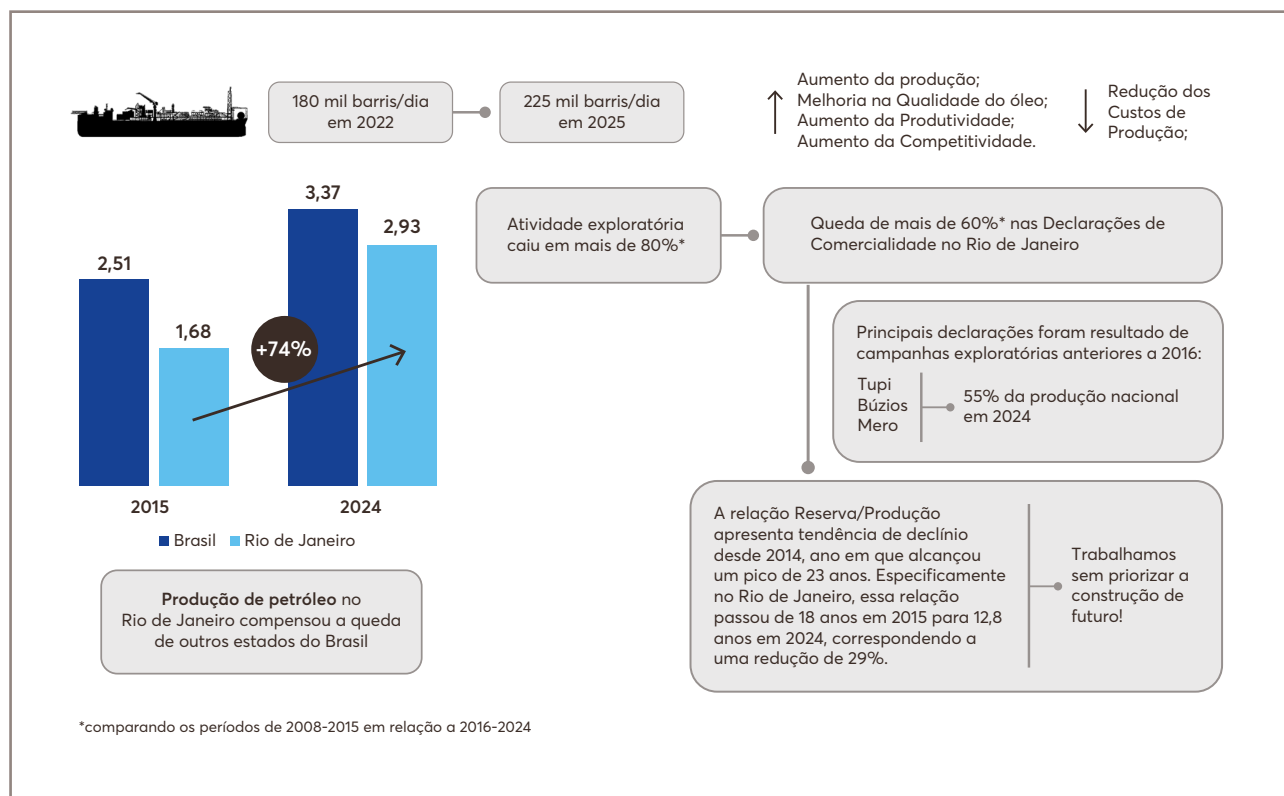 180 mil barris/dia
em 2022
225 mil barris/dia
em 2025
Aumento da produção;
Melhoria na Qualidade do óleo;
Aumento da Produtividade;
Aumento da Competitividade.
Redução dos
Custos de
Produção;
3,37
2,93
2,51
1,68
+74%
2015
2024
Brasil
Rio de Janeiro
Produção de petróleo no
Rio de Janeiro compensou a queda
de outros estados do Brasil
Atividade exploratória
caiu em mais de 80%*
Queda de mais de 60%* nas Declarações de
Comercialidade no Rio de Janeiro
Principais declarações foram resultado de
campanhas exploratórias anteriores a 2016:
Tupi
Búzios
Mero
55% da produção nacional
em 2024
A relação Reserva/Produção
apresenta tendência de declínio
desde 2014, ano em que alcançou
um pico de 23 anos. Especificamente
no Rio de Janeiro, essa relação
passou de 18 anos em 2015 para 12,8
anos em 2024, correspondendo a
uma redução de 29%.
Trabalhamos
sem priorizar a
construção de
futuro!
*comparando os períodos de 2008-2015 em relação a 2016-2024